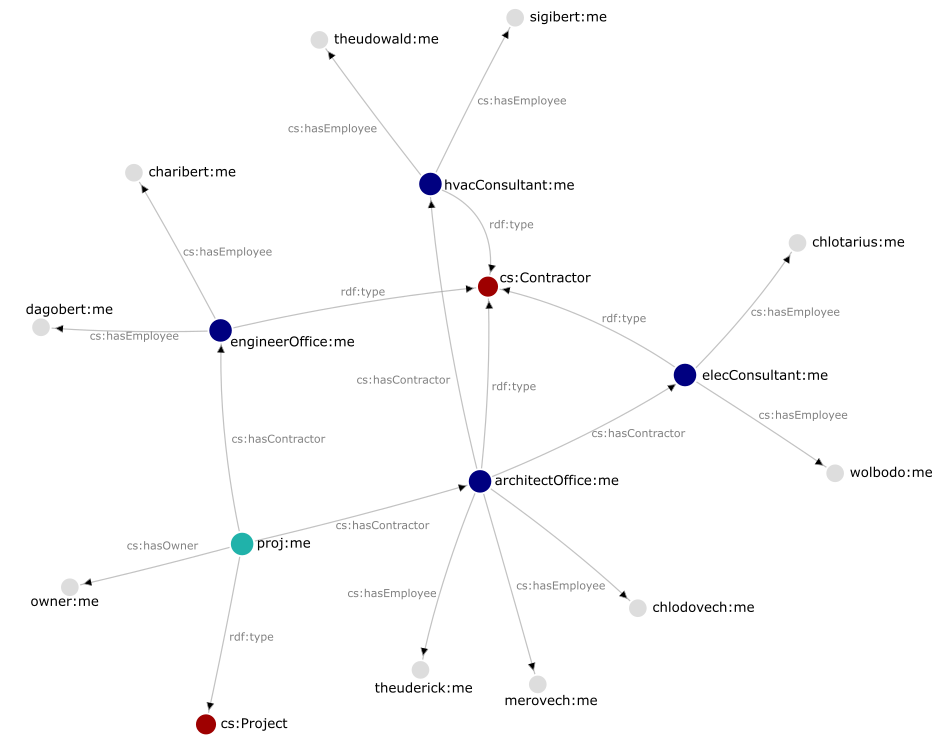 sigibert:me
theudowald:me
cs:hasEmployee
cs:hasEmployee
charibert:me
hvacConsultant:me
rdf:type
chlotarius:me
cs:hasEmployee
cs:Contractor
rdf:type
dagobert:me
cs:hasEmployee
rdf:type
cs:hasEmployee
engineerOffice:me
elecConsultant:me
cs:hasContractor
rdf:type
cs:hasEmployee
cs:hasContractor
cs:hasContractor
wolbodo:me
architectOffice:me
cs:hasContractor
cs:hasOwner
proj:me
cs:hasEmployee
cs:hasEmployee
owner:me
chlodovech:me
rdf:type
theuderick:me
merovech:me
cs:Project